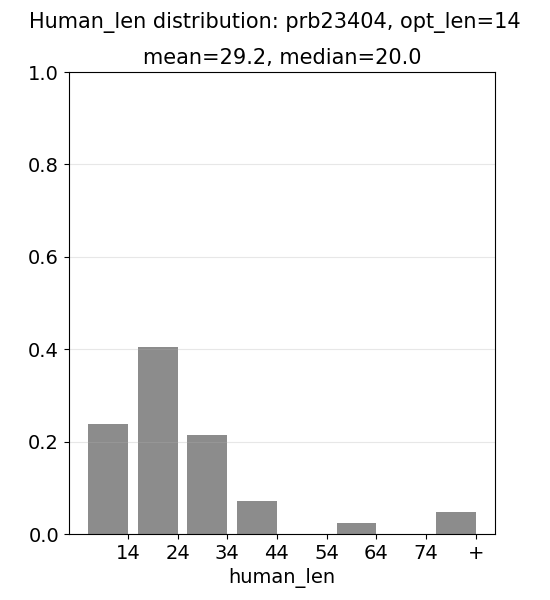 Human_len distribution: prb23404, opt_len=14
mean=29.2, median=20.0
1.0
0.8
0.6
0.4
0.2
0.0
14 24 34 44 54 64 74 +
human_len